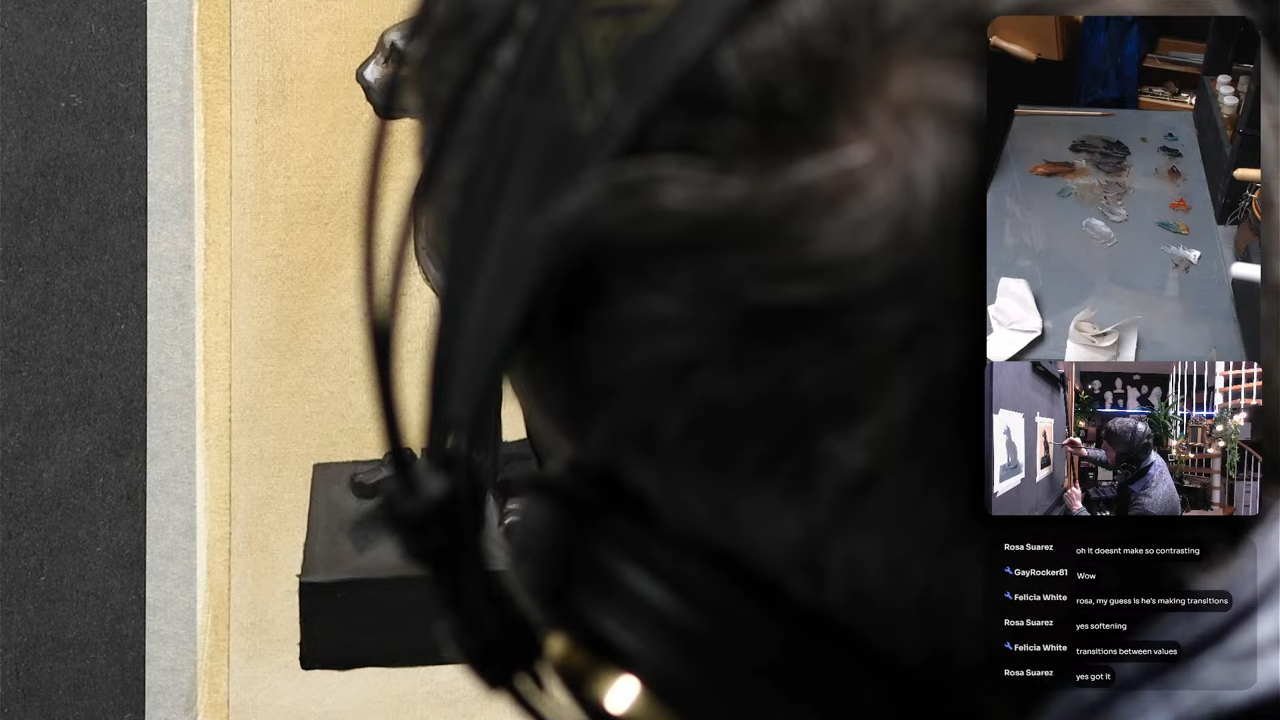 Rosa Suarez oh it doesnt make so contrasting
GayRocker81 Wow
Felicia White rosa, my guess is he's making transitions
Rosa Suarez yes softening
Felicia White transitions between values
Rosa Suarez yes got it